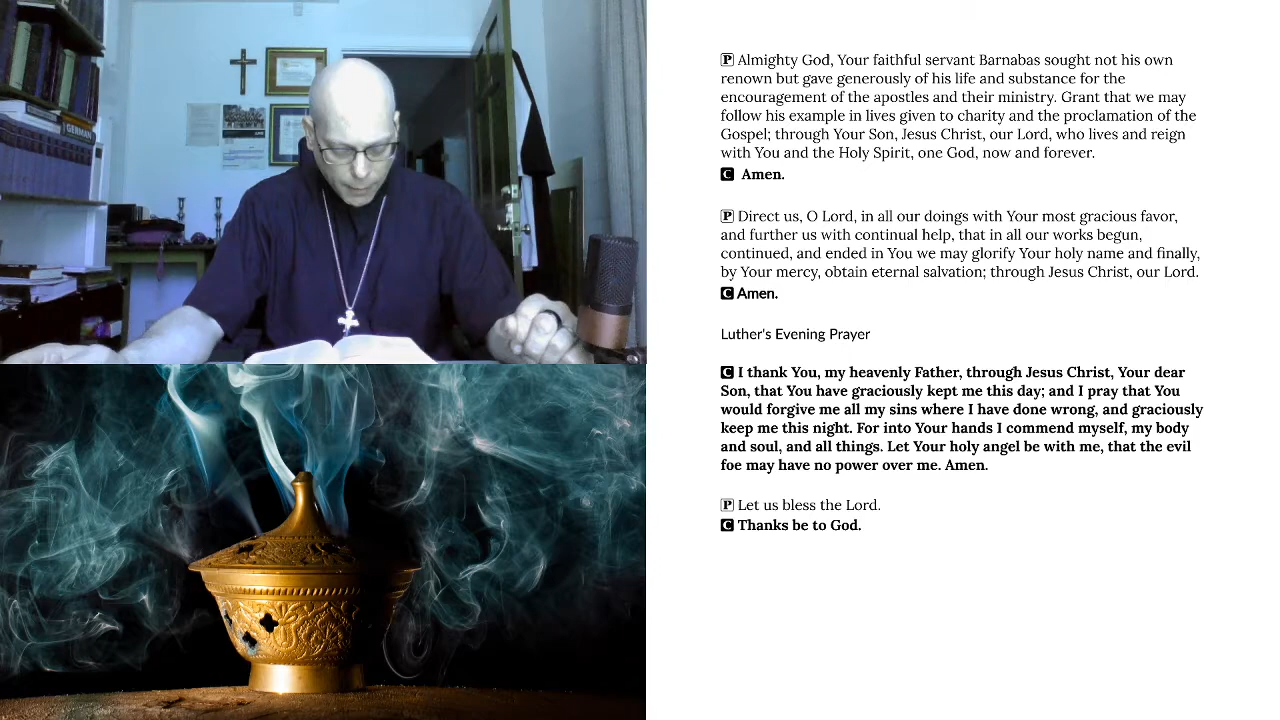 GERMAN
P Almighty God, Your faithful servant Barnabas sought not his own
renown but gave generously of his life and substance for the
encouragement of the apostles and their ministry. Grant that we may
follow his example in lives given to charity and the proclamation of the
Gospel; through Your Son, Jesus Christ, our Lord, who lives and reign
with You and the Holy Spirit, one God, now and forever.
C Amen.
P Direct us, O Lord, in all our doings with Your most gracious favor,
and further us with continual help, that in all our works begun,
continued, and ended in You we may glorify Your holy name and finally,
by Your mercy, obtain eternal salvation; through Jesus Christ, our Lord.
C Amen.
Luther's Evening Prayer
C I thank You, my heavenly Father, through Jesus Christ, Your dear
Son, that You have graciously kept me this day; and I pray that You
would forgive me all my sins where I have done wrong, and graciously
keep me this night. For into Your hands I commend myself, my body
and soul, and all things. Let Your holy angel be with me, that the evil
foe may have no power over me. Amen.
P Let us bless the Lord.
C Thanks be to God.